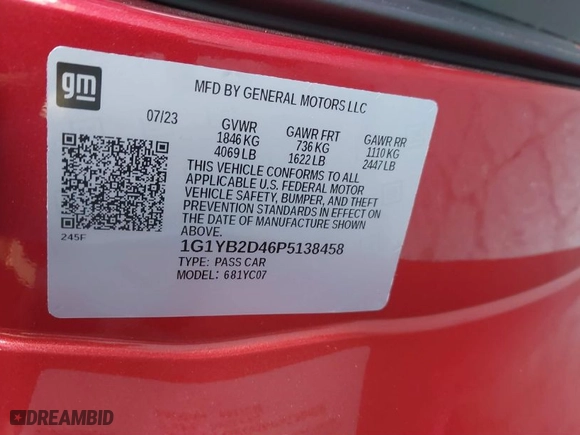 gm
MFD BY GENERAL MOTORS LLC
07/23
GVWR GAWR FRT GAWR RR
1846 KG 736 KG 1110 KG
4069 LB 1622 LB 2447 LB
THIS VEHICLE CONFORMS TO ALL
APPLICABLE U.S. FEDERAL MOTOR
VEHICLE SAFETY, BUMPER, AND THEFT
PREVENTION STANDARDS IN EFFECT ON
THE DATE OF MANUFACTURE SHOWN
ABOVE.
245F
1G1YB2D46P5138458
TYPE: PASS CAR
MODEL: 681YC07
DREAMBID